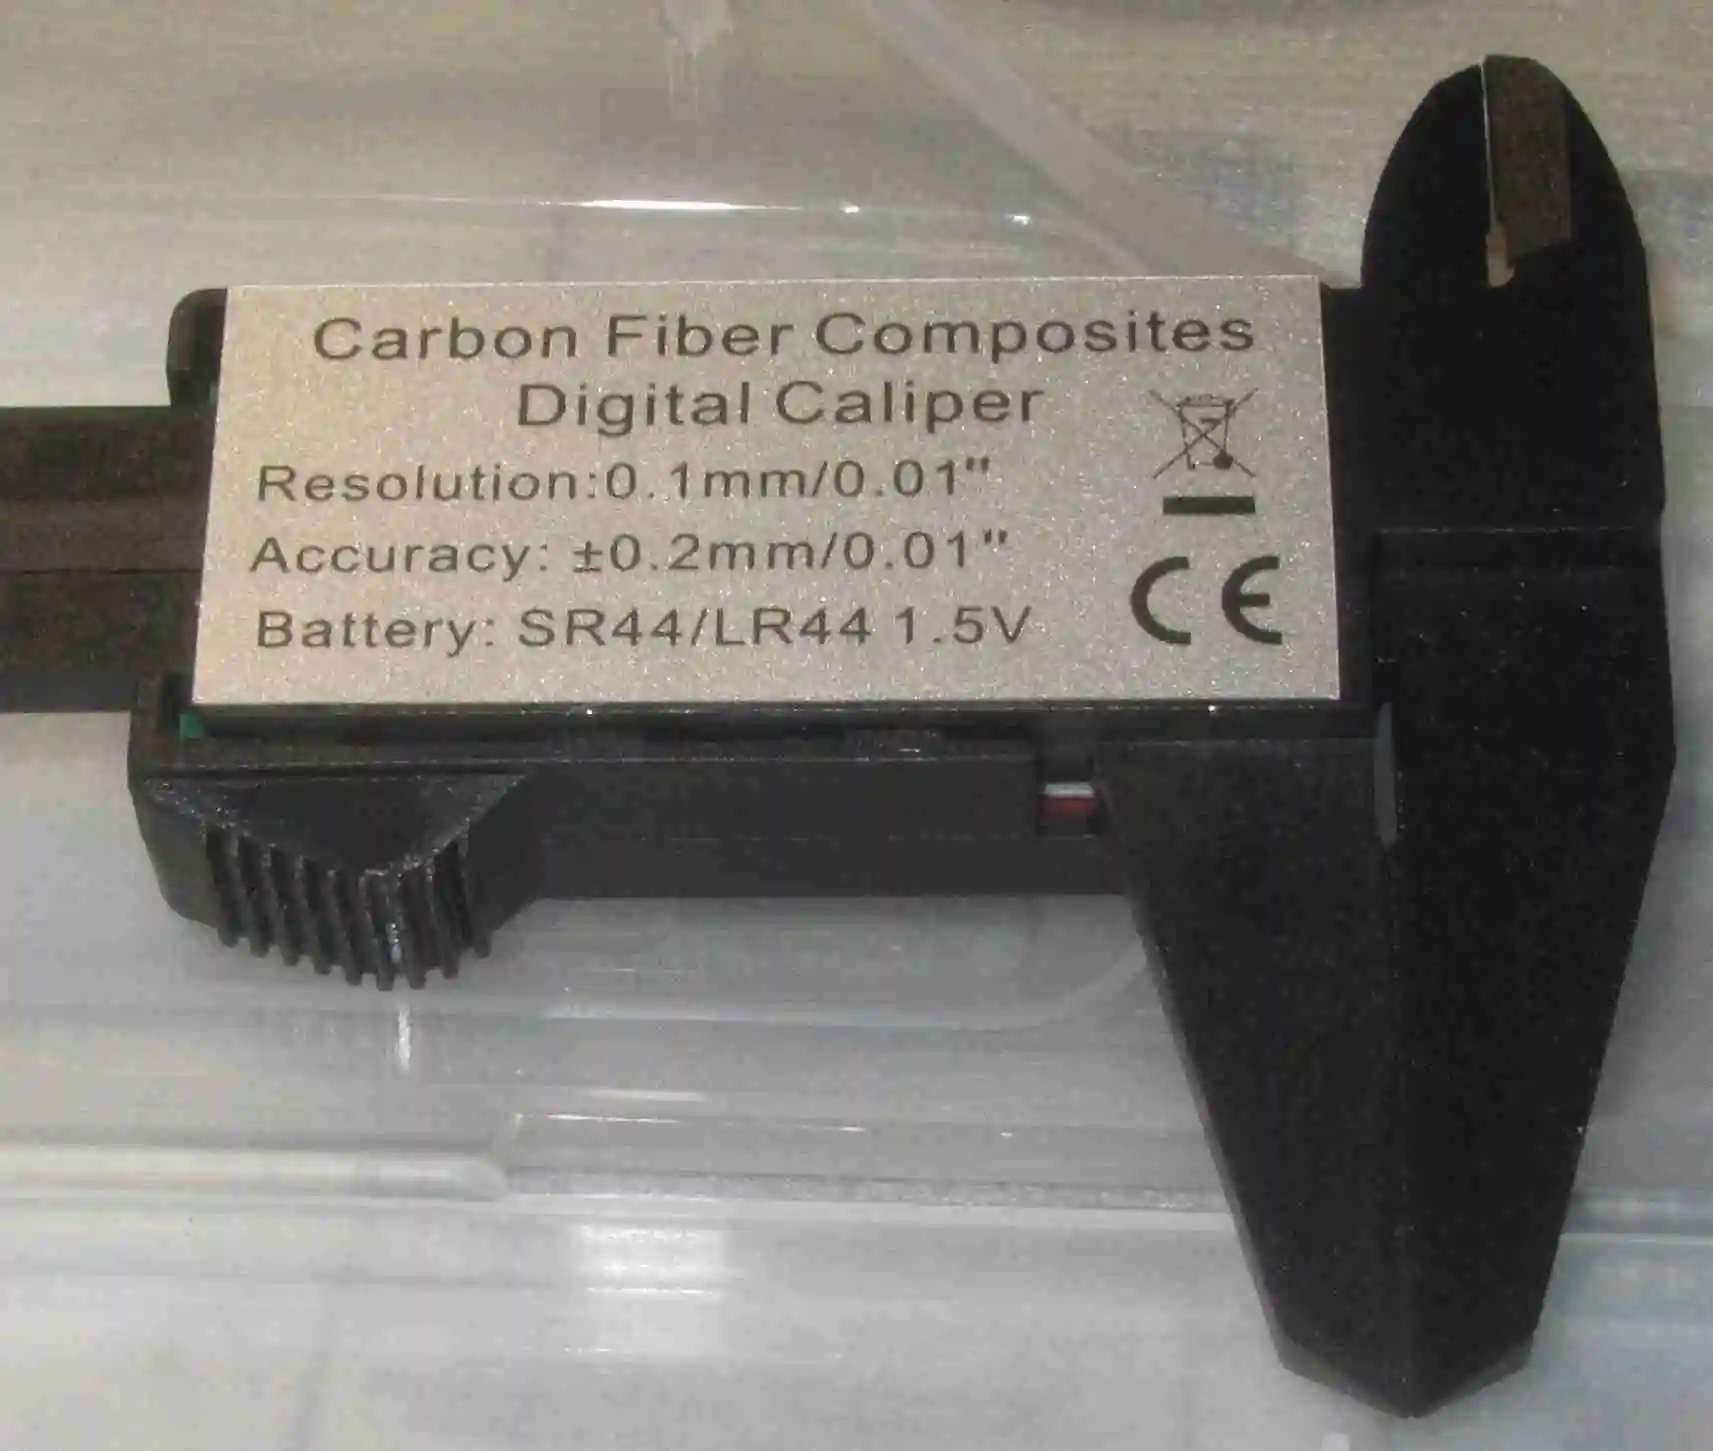 Carbon Fiber Composites
Digital Caliper
Resolution:0.1mm/0.01"
Accuracy: ±0.2mm/0.01"
Battery: SR44/LR44 1.5V
CE